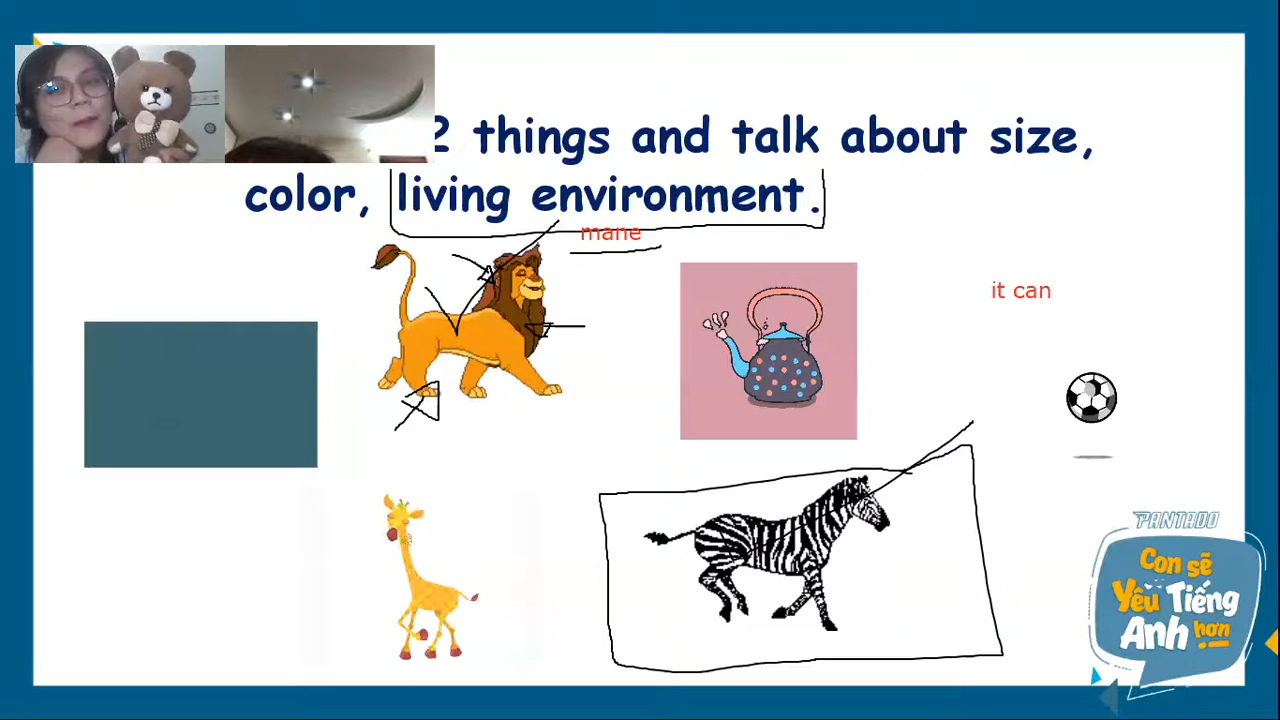 2 things and talk about size,
color, living environment.
mane
it can
PANTADO
Con sẽ
Yêu Tiếng
Anh hơn